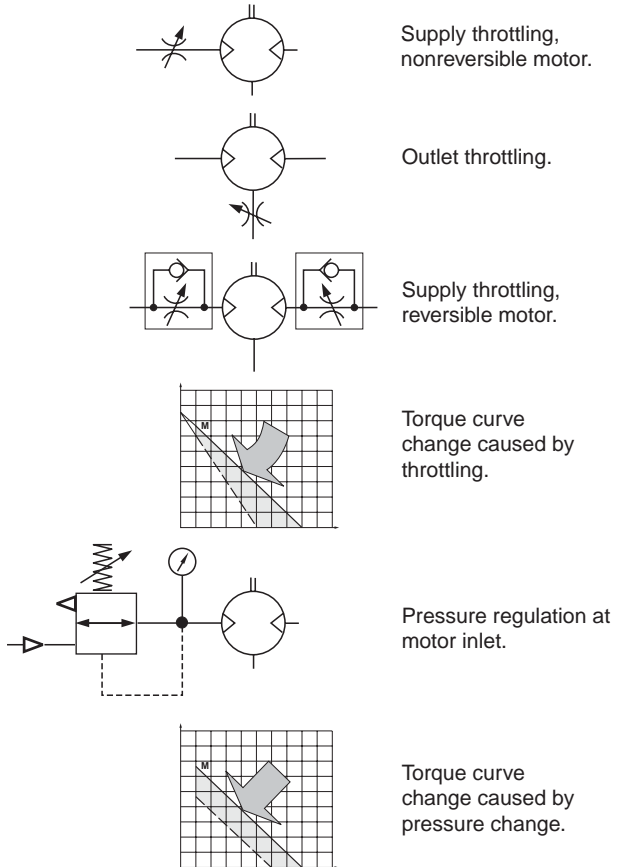 Supply throttling,
nonreversible motor.
Outlet throttling.
Supply throttling,
reversible motor.
M
Torque curve
change caused by
throttling.
Pressure regulation at
motor inlet.
M
Torque curve
change caused by
pressure change.